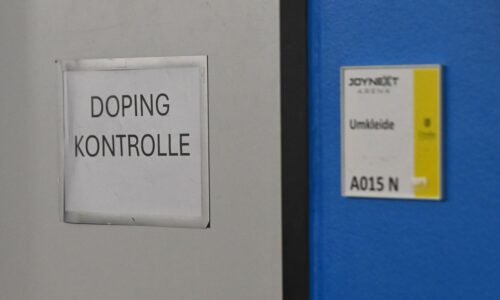 DOPING
KONTROLLE
JOYNEXT
ARENA
Umkleide
A015 N